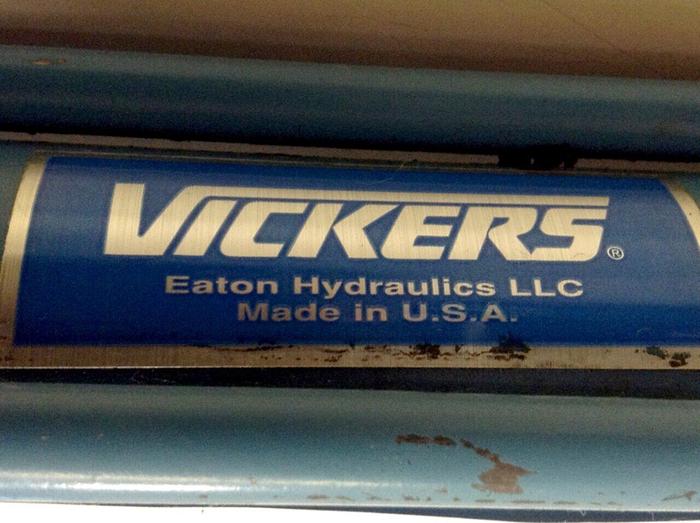 VICKERS®
Eaton Hydraulics LLC
Made in U.S.A.